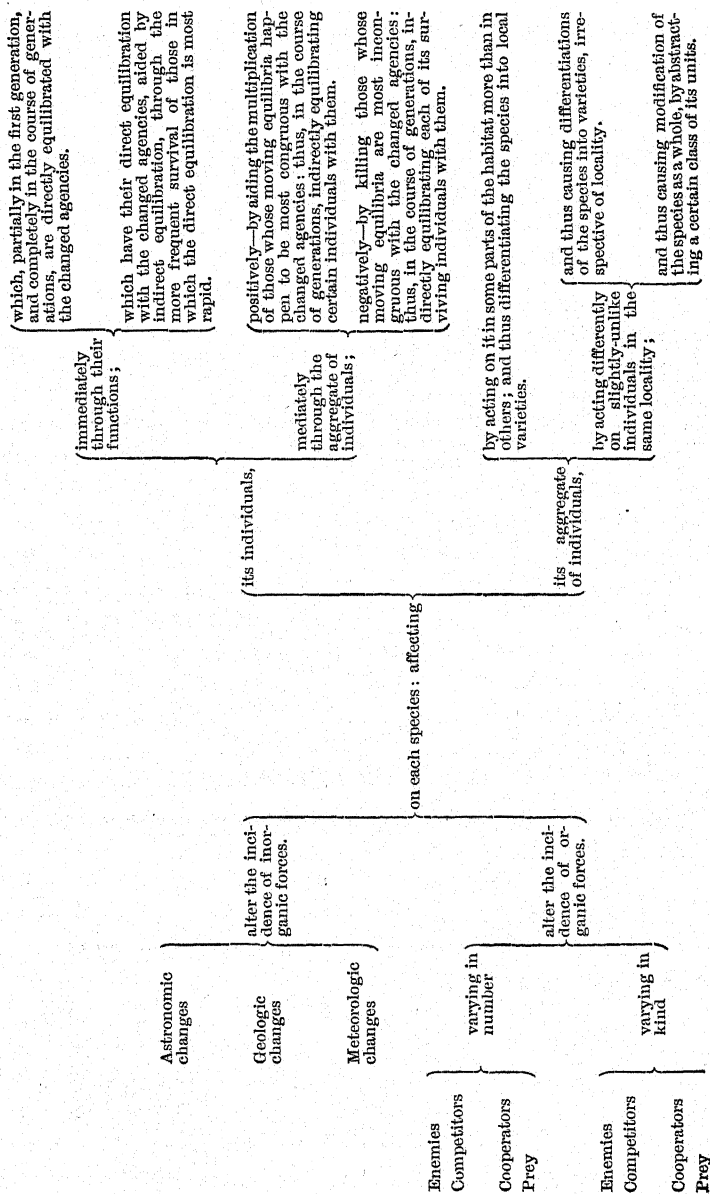 Astronomic
changes
Geologic
changes
Meteorologic
changes
Enemies
Competitors
Cooperators
Prey
varying in
number
Enemies
Competitors
Cooperators
Prey
varying in
kind
alter the inci-
dence of inor-
ganic forces.
alter the inci-
dence of or-
ganic forces.
on each species: affecting
its individuals,
immediately
through their
functions;
which, partially in the first generation,
and completely in the course of gener-
ations, are directly equilibrated with
the changed agencies.
which have their direct equilibration
with the changed agencies, aided by
indirect equilibration, through the
more frequent survival of those in
which the direct equilibration is most
rapid.
mediately
through the
aggregate of
individuals;
positively—by aiding the multiplication
of those whose moving equilibria hap-
pen to be most congruous with the
changed agencies: thus, in the course
of generations, indirectly equilibrating
certain individuals with them.
negatively—by killing those whose
moving equilibria are most incon-
gruous with the changed agencies:
thus, in the course of generations, in-
directly equilibrating each of its sur-
viving individuals with them.
its aggregate
of individuals,
by acting on it in some parts of the habitat more than in
others; and thus differentiating the species into local
varieties.
by acting differently
on slightly-unlike
individuals in the
same locality;
and thus causing differentiations
of the species into varieties, irre-
spective of locality.
and thus causing modification of
the species as a whole, by abstract-
ing a certain class of its units.